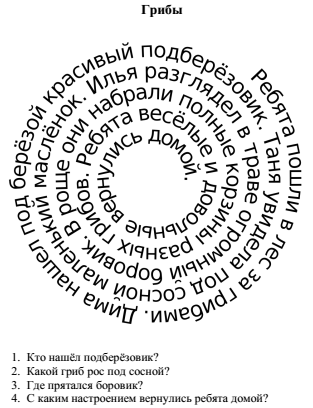 Грибы
Ребята пошли в лес за грибами. Дима нашел под берёзой красивый подберёзовик. Таня увидела под сосной маленький маслёнок. Илья разглядел в траве огромный боровик. В роще они набрали полные корзины разных грибов. Ребята весёлые и довольные вернулись домой.
1. Кто нашёл подберёзовик?
2. Какой гриб рос под сосной?
3. Где прятался боровик?
4. С каким настроением вернулись ребята домой?